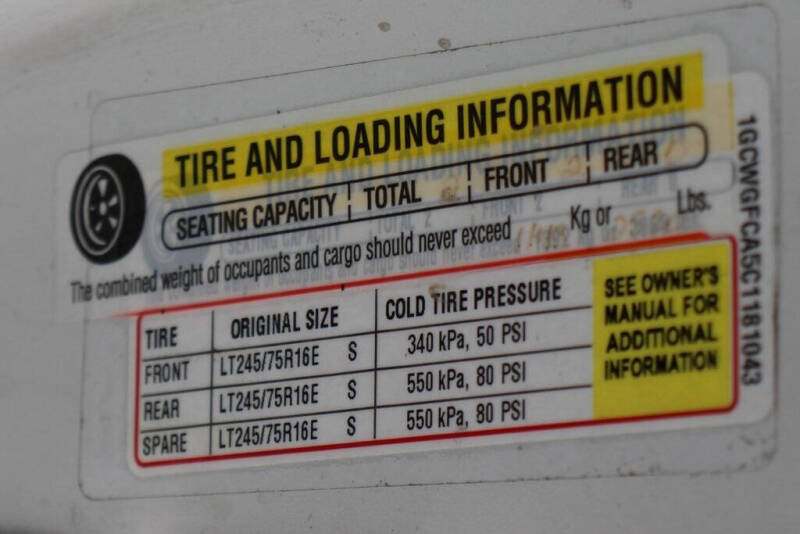 TIRE AND LOADING INFORMATION
SEATING CAPACITY TOTAL FRONT REAR
The combined weight of occupants and cargo should never exceed Kg or Lbs.
TIRE ORIGINAL SIZE COLD TIRE PRESSURE
FRONT LT245/75R16E S 340 kPa, 50 PSI
REAR LT245/75R16E S 550 kPa, 80 PSI
SPARE LT245/75R16E S 550 kPa, 80 PSI
SEE OWNER'S
MANUAL FOR
ADDITIONAL
INFORMATION
1GCWGFCA5C1181043